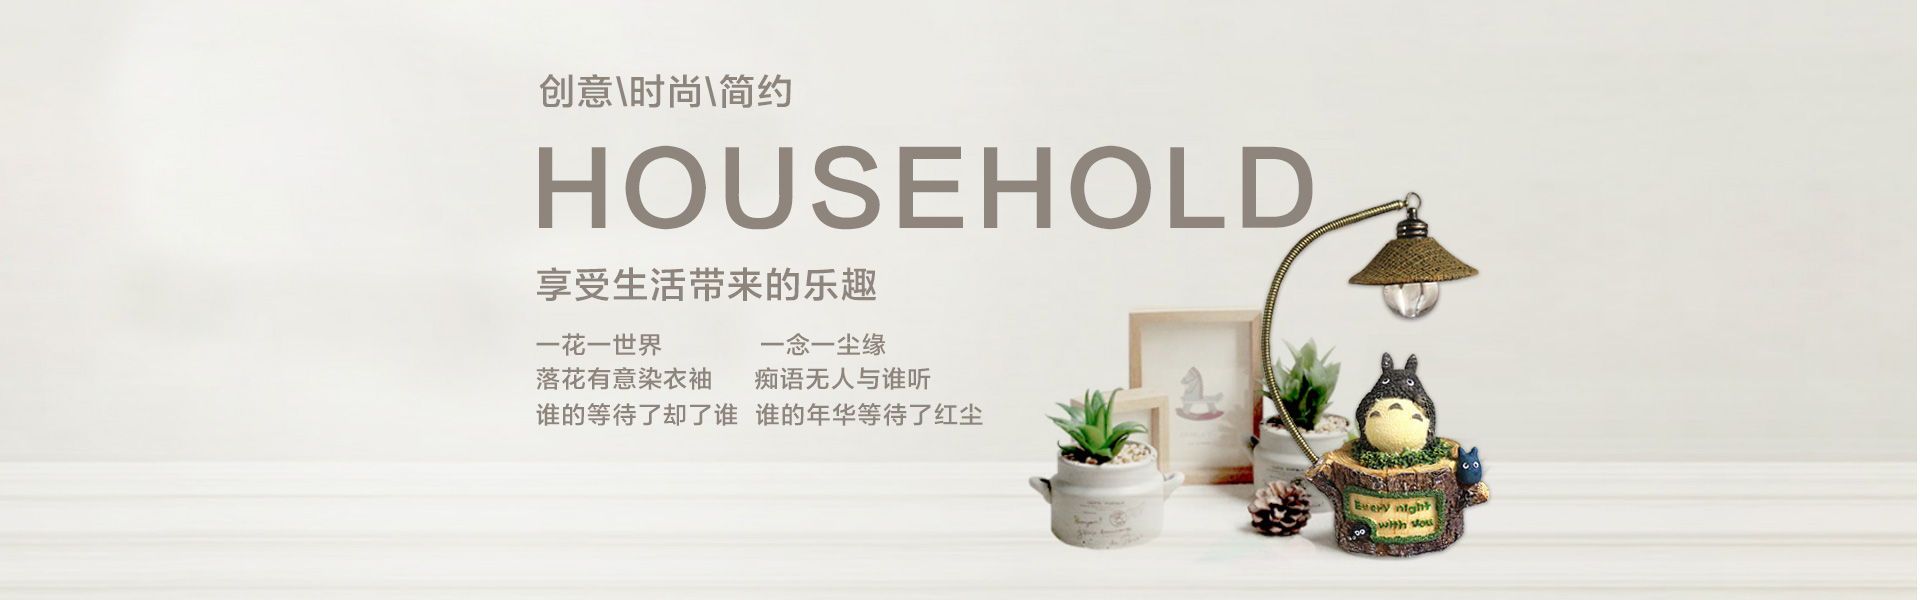 创意\时尚\简约
HOUSEHOLD
享受生活带来的乐趣
一花一世界 一念一尘缘
落花有意染衣袖 痴语无人与谁听
谁的等待了却了谁 谁的年华等待了红尘
Every night
with you